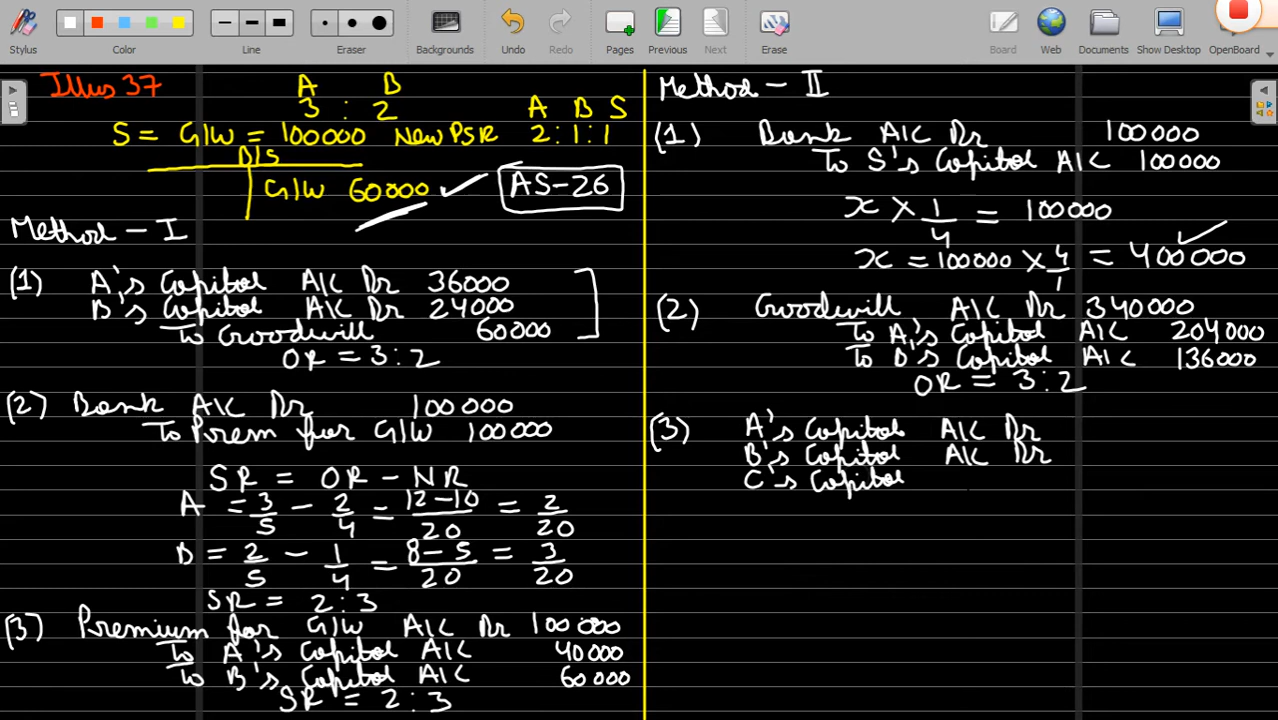 Stylus Color Line Eraser Backgrounds Undo Redo Pages Previous Next Erase Board Web Documents Show Desktop OpenBoard
Illus 37
A B
3 : 2
S = G/W = 100000 New PSR
A B S
2:1:1
B/S
G/W 60000
AS-26
Method - I
(1) A's Capital A/C Dr 36000
B's Capital A/C Dr 24000
To Goodwill 60000
OR = 3:2
(2) Bank A/C Dr 100000
To Prem for G/W 100000
SR = OR - NR
A = 3/5 - 2/4 = 12-10/20 = 2/20
B = 2/5 - 1/4 = 8-5/20 = 3/20
SR = 2:3
(3) Premium for G/W A/C Dr 100000
To A's Capital A/C 40000
To B's Capital A/C 60000
SR = 2:3
Method - II
(1) Bank A/C Dr 100000
To S's Capital A/C 100000
x × 1/4 = 100000
x = 100000 × 4/1 = 400000
(2) Goodwill A/C Dr 340000
To A's Capital A/C 204000
To B's Capital A/C 136000
OR = 3:2
(3) A's Capital A/C Dr
B's Capital A/C Dr
C's Capital